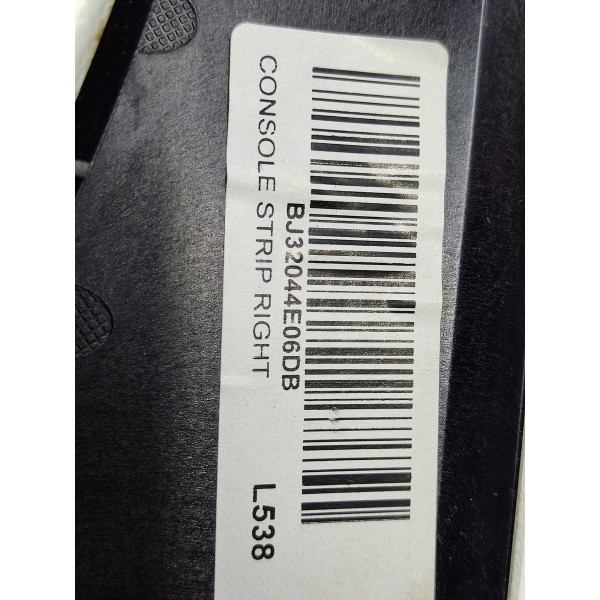 BJ32044E06DB
CONSOLE STRIP RIGHT
L538